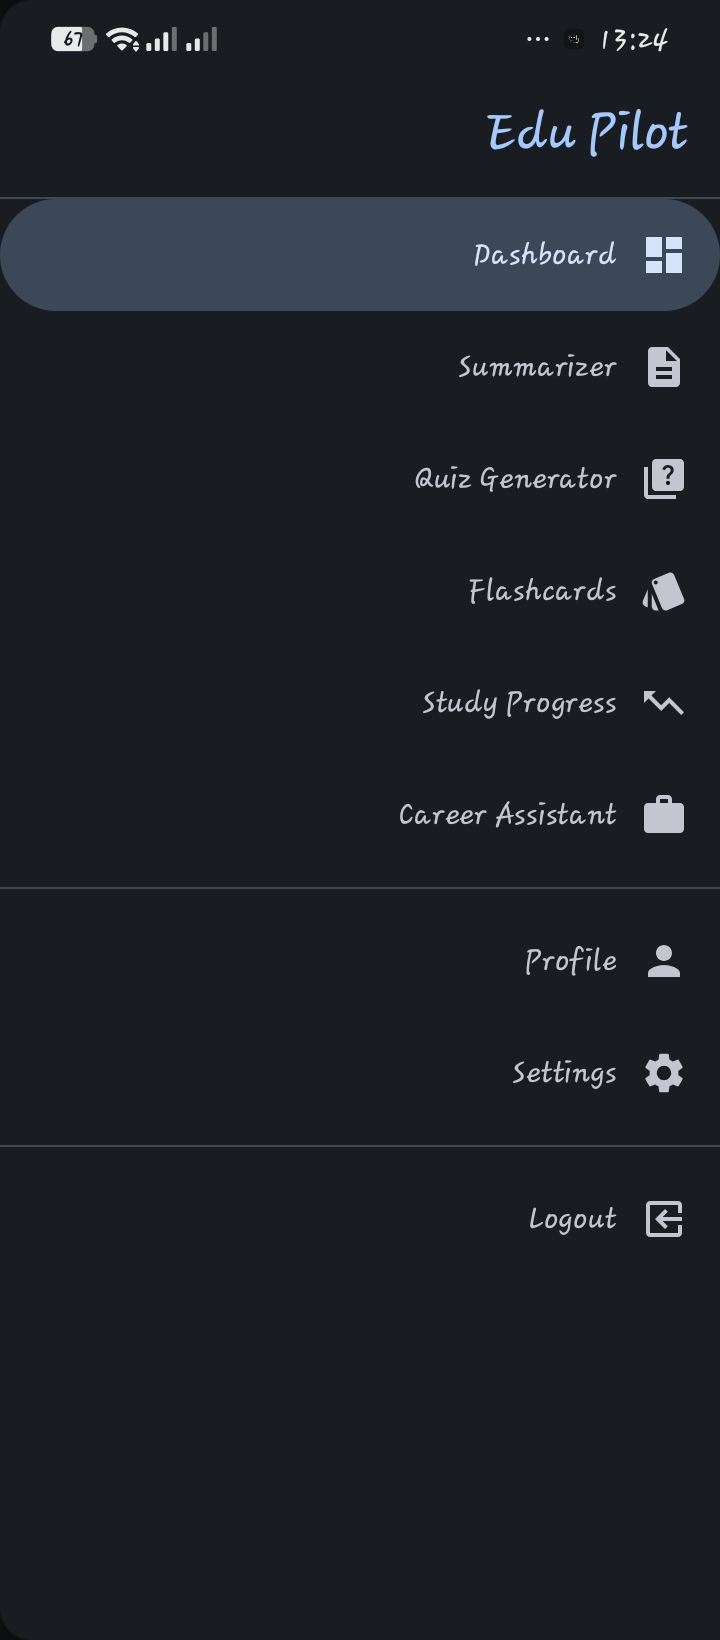 67
13:24
Edu Pilot
Dashboard
Summarizer
Quiz Generator
Flashcards
Study Progress
Career Assistant
Profile
Settings
Logout